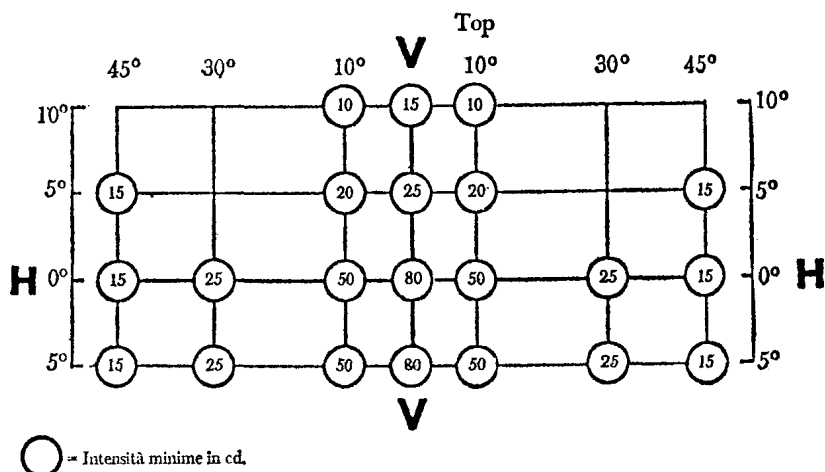 Top
V
45° 30° 10° 10° 30° 45°
10° 10 15 10 10°
5° 15 20 25 20 15 5°
H 0° 15 25 50 80 50 25 15 0° H
5° 15 25 50 80 50 25 15 5°
V
= Intensità minime in cd.